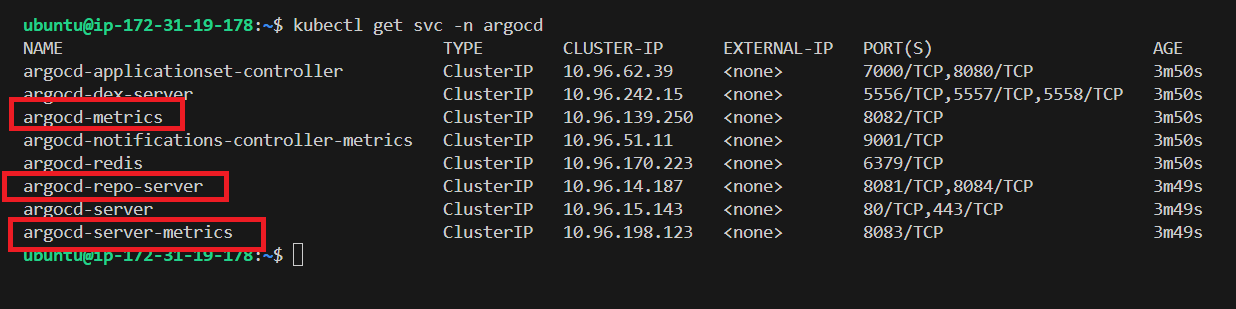 ubuntu@ip-172-31-19-178:~$ kubectl get svc -n argocd
NAME TYPE CLUSTER-IP EXTERNAL-IP PORT(S) AGE
argocd-applicationset-controller ClusterIP 10.96.62.39 <none> 7000/TCP,8080/TCP 3m50s
argocd-dex-server ClusterIP 10.96.242.15 <none> 5556/TCP,5557/TCP,5558/TCP 3m50s
argocd-metrics ClusterIP 10.96.139.250 <none> 8082/TCP 3m50s
argocd-notifications-controller-metrics ClusterIP 10.96.51.11 <none> 9001/TCP 3m50s
argocd-redis ClusterIP 10.96.170.223 <none> 6379/TCP 3m50s
argocd-repo-server ClusterIP 10.96.14.187 <none> 8081/TCP,8084/TCP 3m49s
argocd-server ClusterIP 10.96.15.143 <none> 80/TCP,443/TCP 3m49s
argocd-server-metrics ClusterIP 10.96.198.123 <none> 8083/TCP 3m49s
ubuntu@ip-172-31-19-178:~$